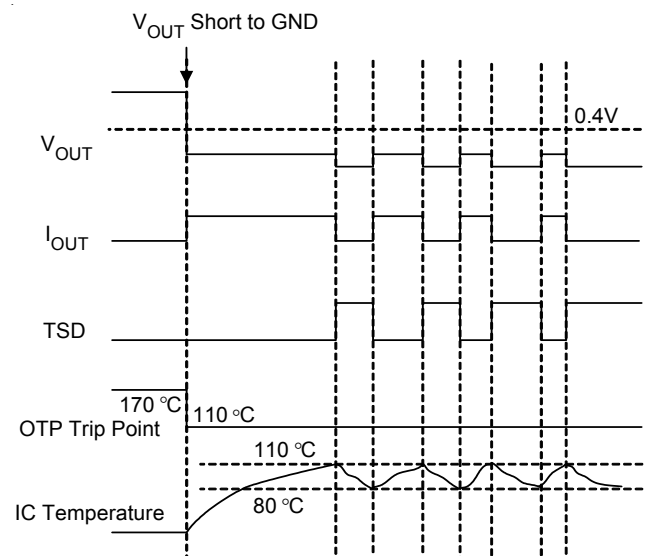 V_OUT Short to GND
0.4V
V_OUT
I_OUT
TSD
170 °C
110 °C
OTP Trip Point
110 °C
80 °C
IC Temperature